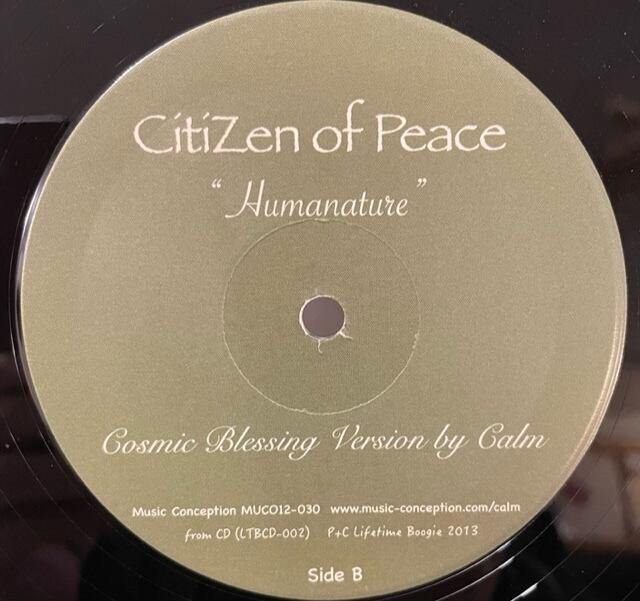 CitiZen of Peace
“Humanature”
Cosmic Blessing Version by Calm
Music Conception MUCO12-030 www.music-conception.com/calm
from CD (LTBCD-002) P+C Lifetime Boogie 2013
Side B